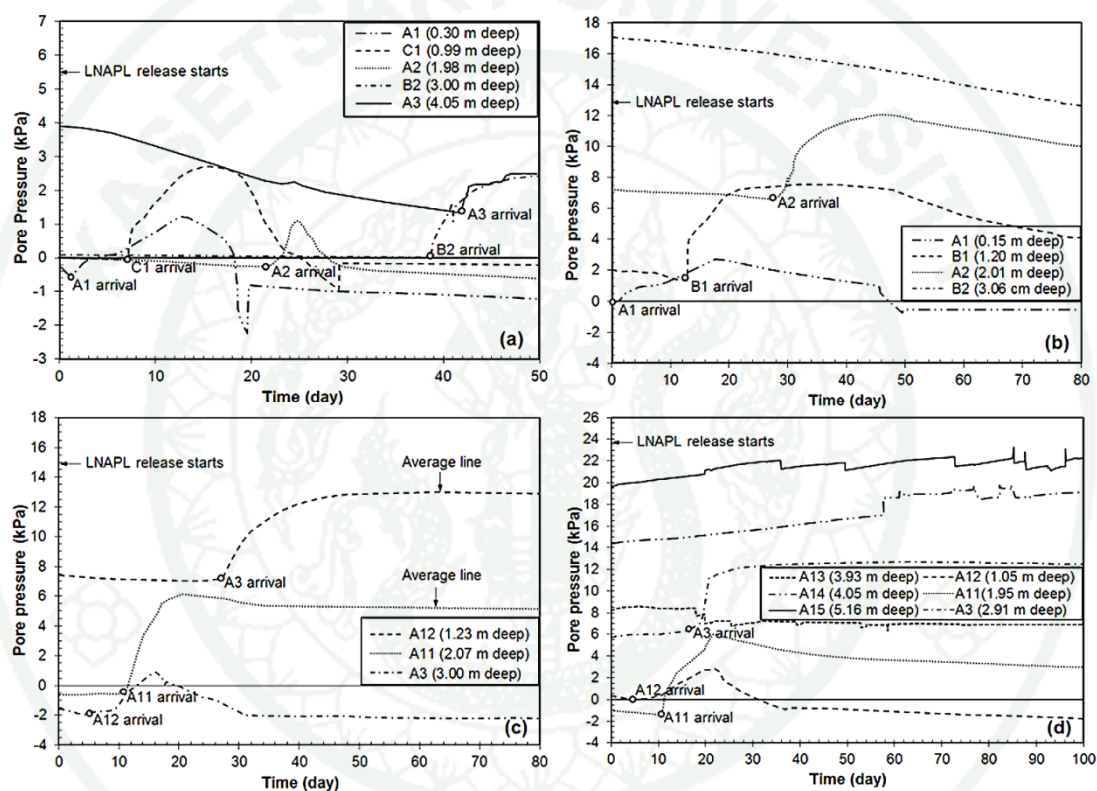 7
6
5
4
3
2
1
0
-1
-2
-3
Pore Pressure (kPa)
LNAPL release starts
A1 (0.30 m deep)
C1 (0.99 m deep)
A2 (1.98 m deep)
B2 (3.00 m deep)
A3 (4.05 m deep)
A1 arrival
C1 arrival
A2 arrival
B2 arrival
A3 arrival
(a)
0 10 20 30 40 50
Time (day)
18
16
14
12
10
8
6
4
2
0
-2
-4
Pore pressure (kPa)
LNAPL release starts
A2 arrival
B1 arrival
A1 arrival
A1 (0.15 m deep)
B1 (1.20 m deep)
A2 (2.01 m deep)
B2 (3.06 cm deep)
(b)
0 10 20 30 40 50 60 70 80
Time (day)
18
16
14
12
10
8
6
4
2
0
-2
-4
Pore pressure (kPa)
LNAPL release starts
Average line
A3 arrival
Average line
A12 (1.23 m deep)
A11 (2.07 m deep)
A3 (3.00 m deep)
A11 arrival
A12 arrival
(c)
0 10 20 30 40 50 60 70 80
Time (day)
26
24
22
20
18
16
14
12
10
8
6
4
2
0
-2
-4
Pore pressure (kPa)
LNAPL release starts
A13 (3.93 m deep) A12 (1.05 m deep)
A14 (4.05 m deep) A11(1.95 m deep)
A15 (5.16 m deep) A3 (2.91 m deep)
A3 arrival
A12 arrival
A11 arrival
(d)
0 10 20 30 40 50 60 70 80 90 100
Time (day)
KASETSART UNIVERSITY